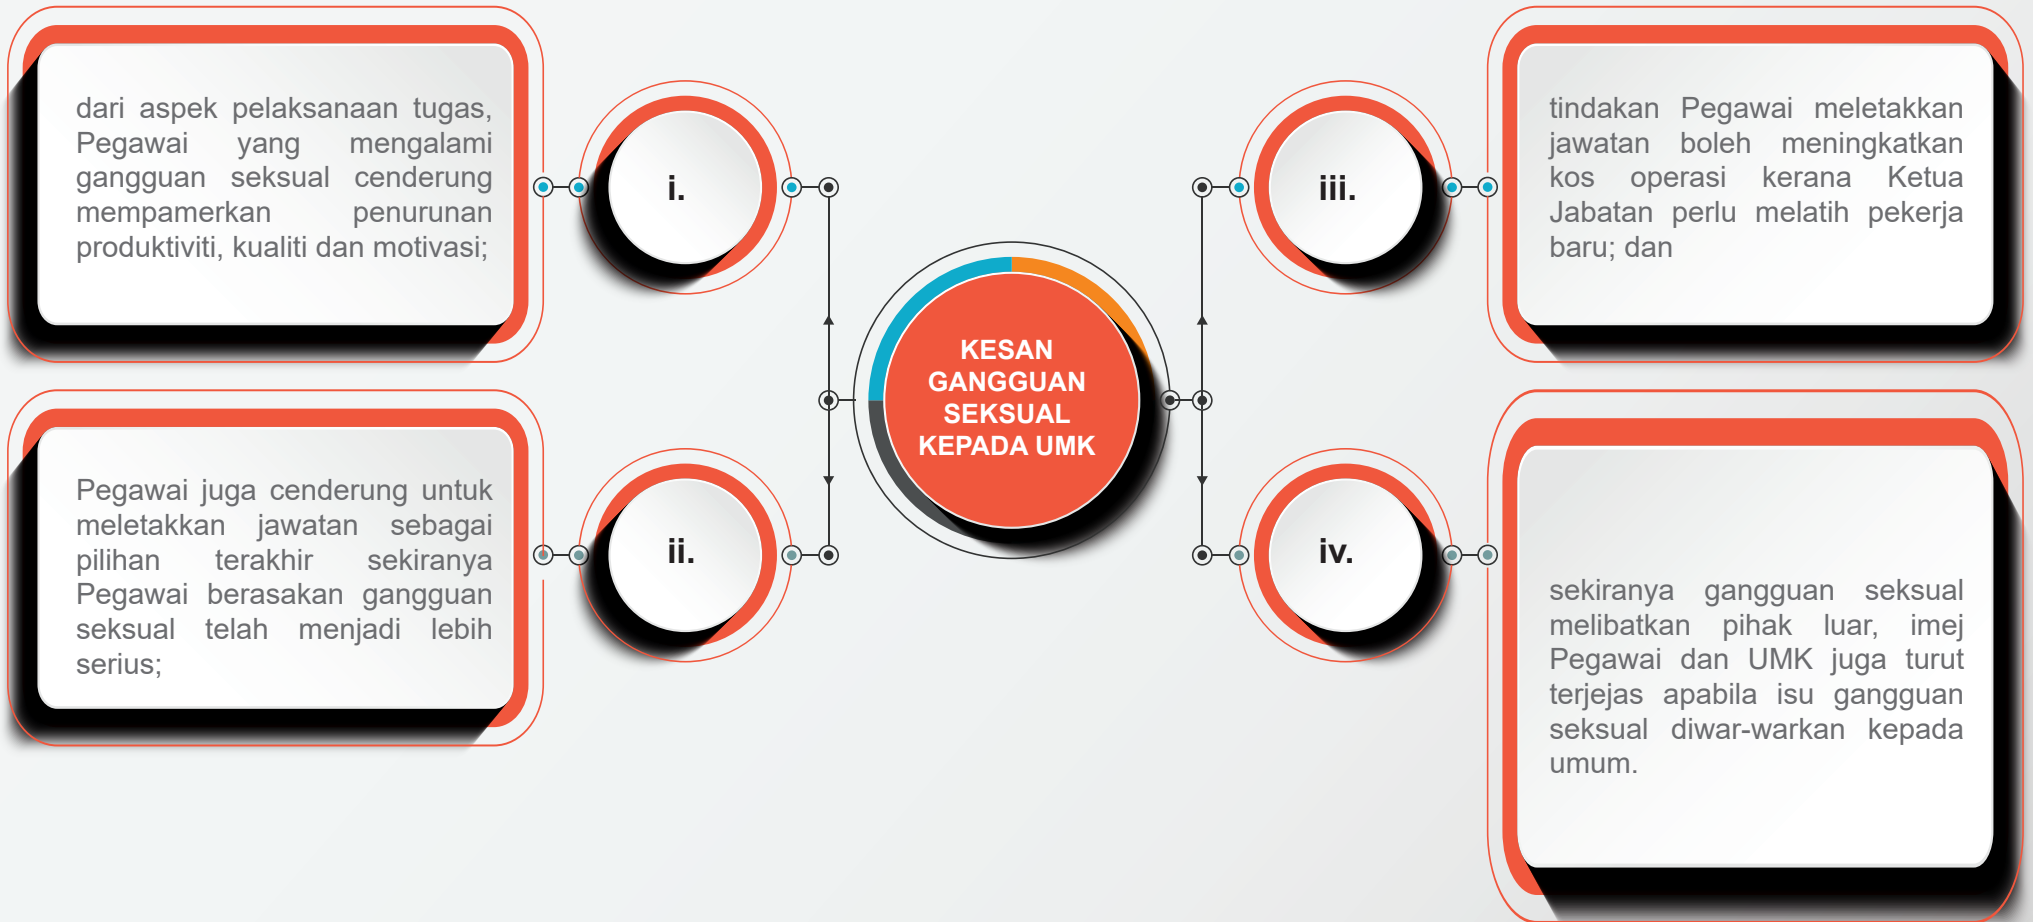 dari aspek pelaksanaan tugas,
Pegawai yang mengalami
gangguan seksual cenderung
mempamerkan penurunan
produktiviti, kualiti dan motivasi;
i.
Pegawai juga cenderung untuk
meletakkan jawatan sebagai
pilihan terakhir sekiranya
Pegawai berasakan gangguan
seksual telah menjadi lebih
serius;
ii.
KESAN
GANGGUAN
SEKSUAL
KEPADA UMK
iii.
tindakan Pegawai meletakkan
jawatan boleh meningkatkan
kos operasi kerana Ketua
Jabatan perlu melatih pekerja
baru; dan
iv.
sekiranya gangguan seksual
melibatkan pihak luar, imej
Pegawai dan UMK juga turut
terjejas apabila isu gangguan
seksual diwar-warkan kepada
umum.